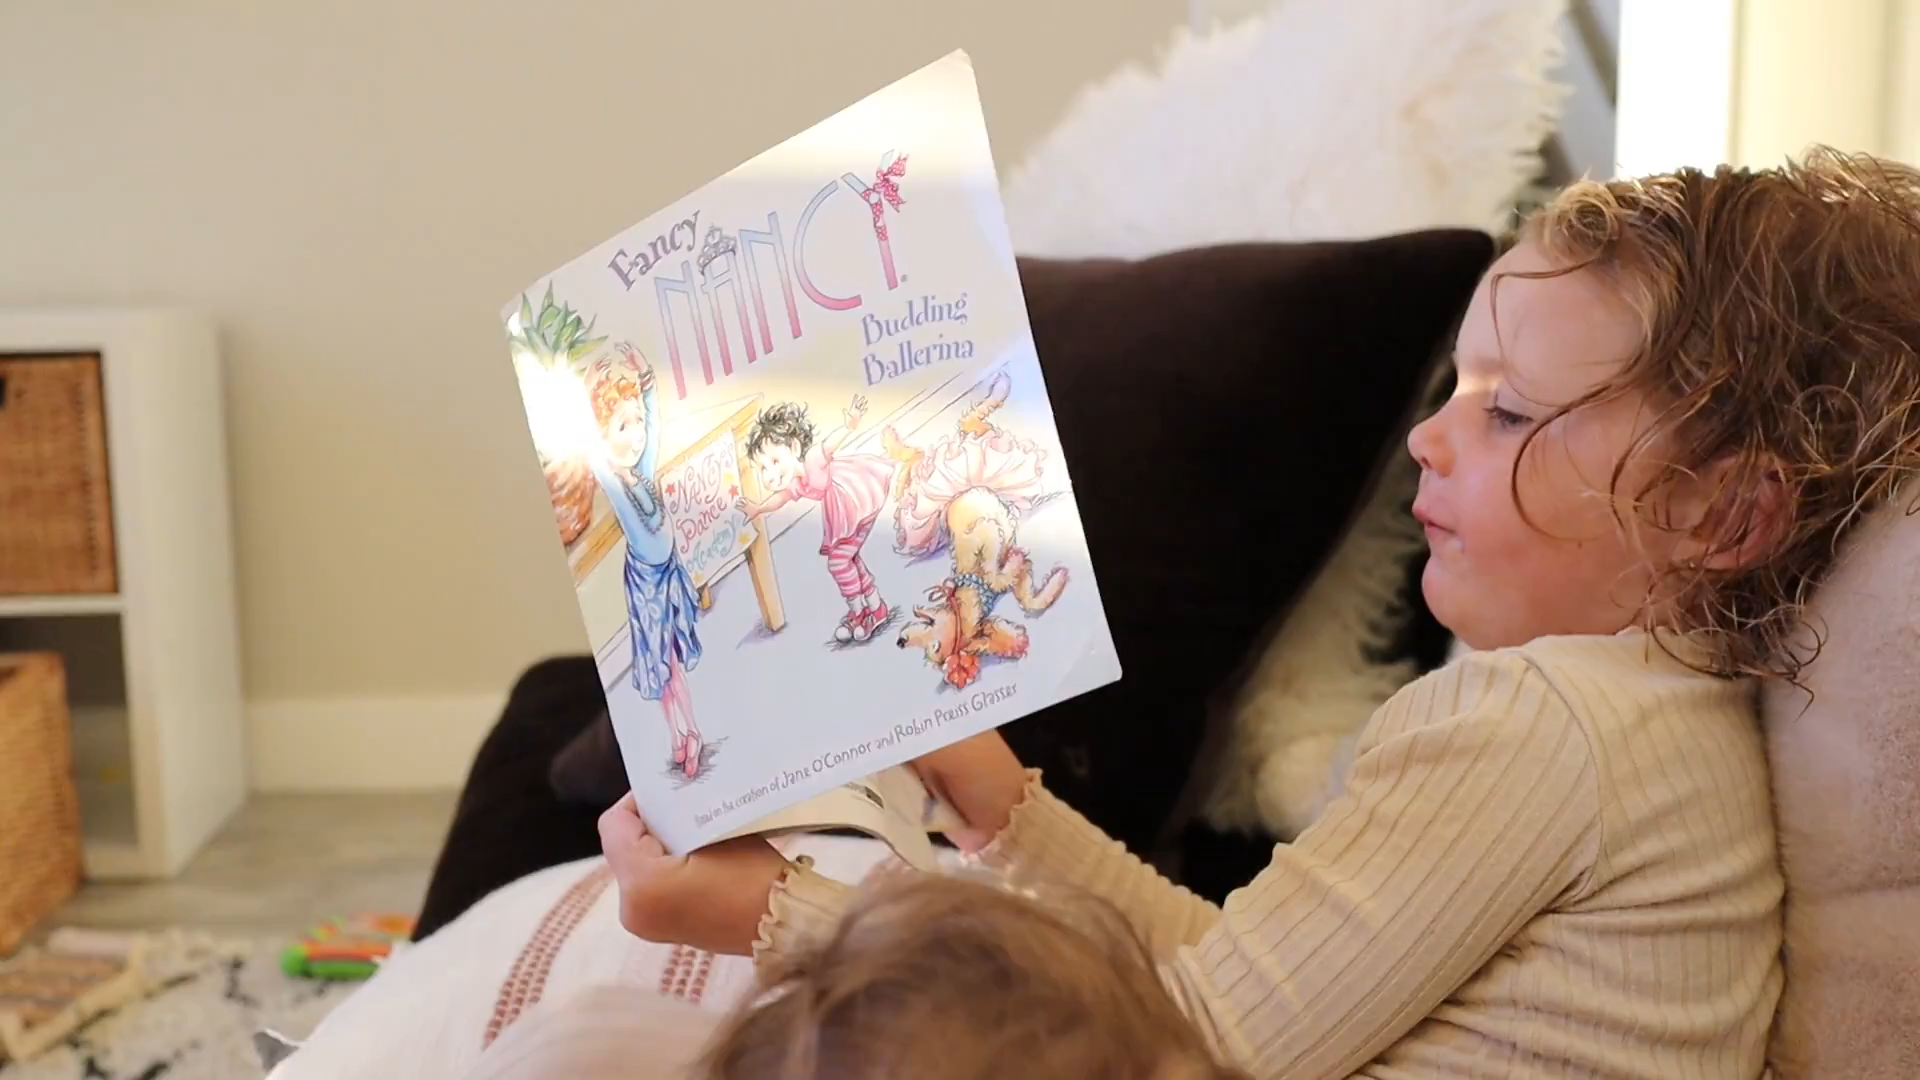 Fancy
NANCY
Budding
Ballerina
NANCY'S
Dance
Academy
Based on the creation of Jane O'Connor and Robin Preiss Glasser